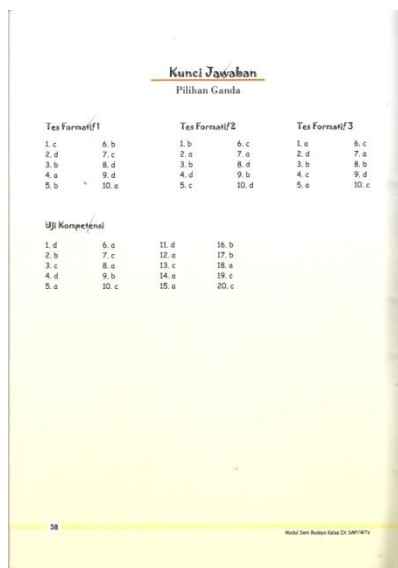 Kunci Jawaban
Pilihan Ganda
Tes Formatif 1
1. c 6. b
2. d 7. c
3. b 8. d
4. a 9. d
5. b 10. a
Tes Formatif 2
1. b 6. c
2. a 7. a
3. b 8. d
4. d 9. b
5. c 10. d
Tes Formatif 3
1. a 6. c
2. d 7. a
3. b 8. b
4. c 9. d
5. a 10. c
Uji Kompetensi
1. d 6. a 11. d 16. b
2. b 7. c 12. a 17. b
3. c 8. a 13. c 18. a
4. d 9. b 14. a 19. c
5. a 10. c 15. a 20. c
38
Modul Seni Budaya Kelas IX SMP/MTs